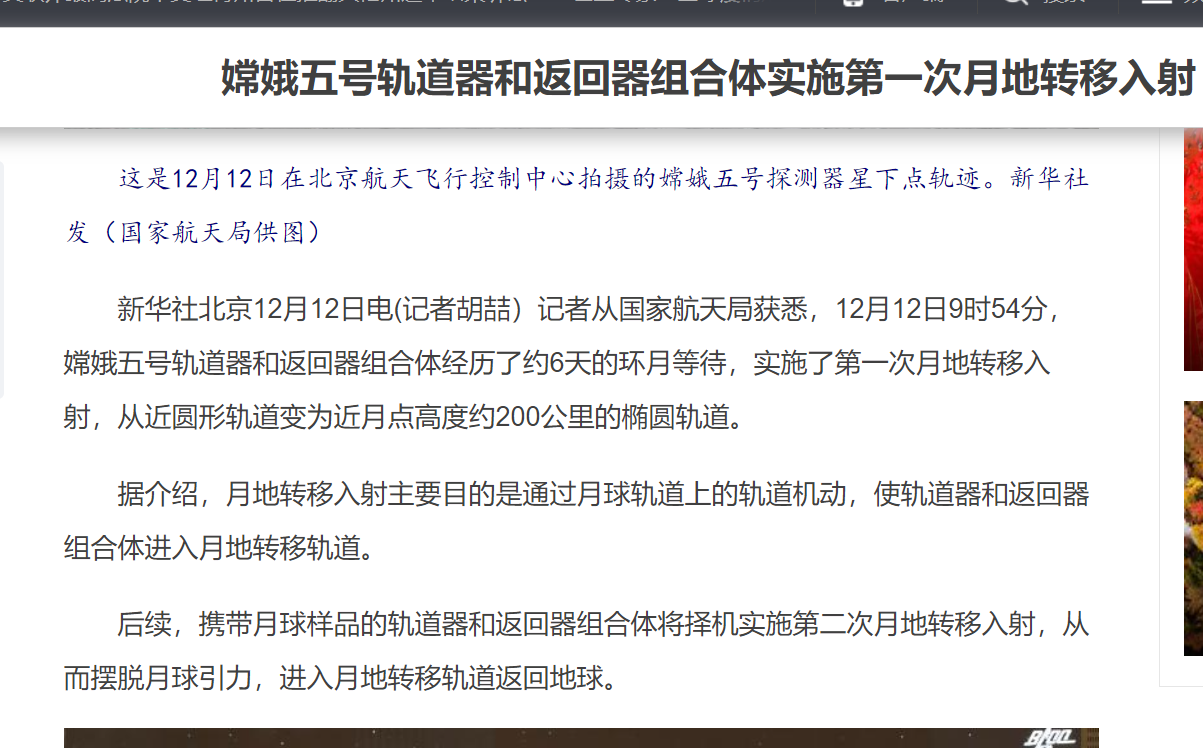 嫦娥五号轨道器和返回器组合体实施第一次月地转移入射
这是12月12日在北京航天飞行控制中心拍摄的嫦娥五号探测器星下点轨迹。新华社
发（国家航天局供图）
新华社北京12月12日电(记者胡喆）记者从国家航天局获悉，12月12日9时54分，
嫦娥五号轨道器和返回器组合体经历了约6天的环月等待，实施了第一次月地转移入
射，从近圆形轨道变为近月点高度约200公里的椭圆轨道。
据介绍，月地转移入射主要目的是通过月球轨道上的轨道机动，使轨道器和返回器
组合体进入月地转移轨道。
后续，携带月球样品的轨道器和返回器组合体将择机实施第二次月地转移入射，从
而摆脱月球引力，进入月地转移轨道返回地球。